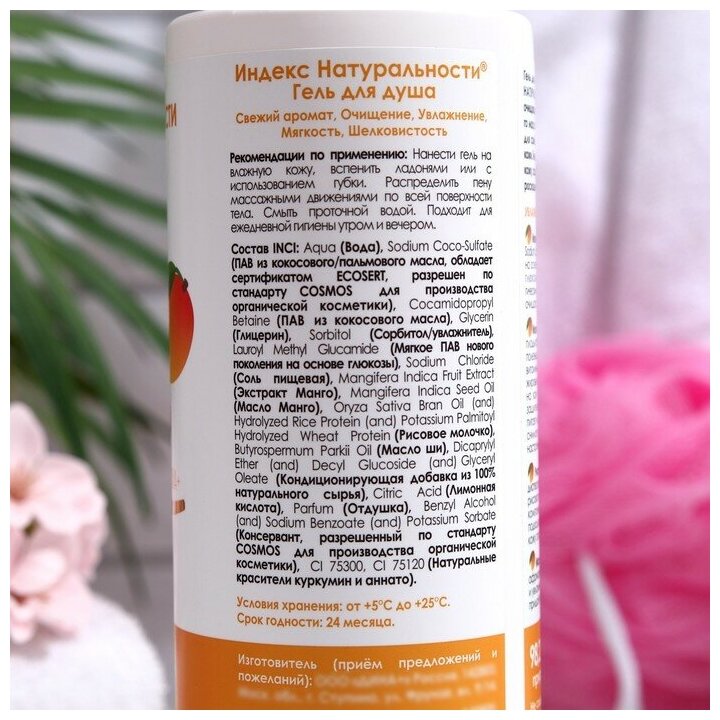 Индекс Натуральности®
Гель для душа
Свежий аромат, Очищение, Увлажнение,
Мягкость, Шелковистость
Рекомендации по применению: Нанести гель на
влажную кожу, вспенить ладонями или с
использованием губки. Распределить пену
массажными движениями по всей поверхности
тела. Смыть проточной водой. Подходит для
ежедневной гигиены утром и вечером.
Состав INCI: Aqua (Вода), Sodium Coco-Sulfate
(ПАВ из кокосового/пальмового масла, обладает
сертификатом ECOSERT, разрешен по
стандарту COSMOS для производства
органической косметики), Cocamidopropyl
Betaine (ПАВ из кокосового масла), Glycerin
(Глицерин), Sorbitol (Сорбитол/увлажнитель),
Lauroyl Methyl Glucamide (Мягкое ПАВ нового
поколения на основе глюкозы), Sodium Chloride
(Соль пищевая), Mangifera Indica Fruit Extract
(Экстракт Манго), Mangifera Indica Seed Oil
(Масло Манго), Oryza Sativa Bran Oil (and)
Hydrolyzed Rice Protein (and) Potassium Palmitoyl
Hydrolyzed Wheat Protein (Рисовое молочко),
Butyrospermum Parkii Oil (Масло ши), Dicaprylyl
Ether (and) Decyl Glucoside (and) Glyceryl
Oleate (Кондиционирующая добавка из 100%
натурального сырья), Citric Acid (Лимонная
кислота), Parfum (Отдушка), Benzyl Alcohol
(and) Sodium Benzoate (and) Potassium Sorbate
(Консервант, разрешенный по стандарту
COSMOS для производства органической
косметики), CI 75300, CI 75120 (Натуральные
красители куркумин и аннато).
Условия хранения: от +5°C до +25°C.
Срок годности: 24 месяца.
Изготовитель (приём предложений и
пожеланий):